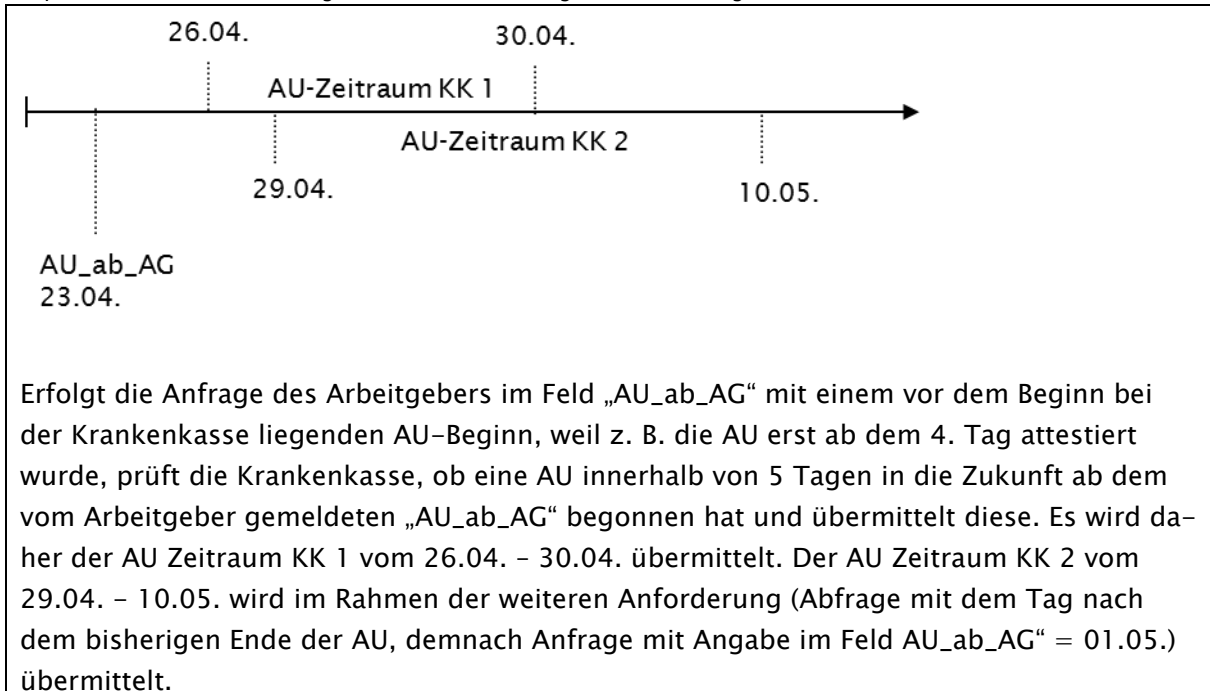 26.04.
30.04.
AU-Zeitraum KK 1
AU-Zeitraum KK 2
29.04.
10.05.
AU_ab_AG
23.04.
Erfolgt die Anfrage des Arbeitgebers im Feld „AU_ab_AG“ mit einem vor dem Beginn bei
der Krankenkasse liegenden AU-Beginn, weil z. B. die AU erst ab dem 4. Tag attestiert
wurde, prüft die Krankenkasse, ob eine AU innerhalb von 5 Tagen in die Zukunft ab dem
vom Arbeitgeber gemeldeten „AU_ab_AG“ begonnen hat und übermittelt diese. Es wird da-
her der AU Zeitraum KK 1 vom 26.04. – 30.04. übermittelt. Der AU Zeitraum KK 2 vom
29.04. – 10.05. wird im Rahmen der weiteren Anforderung (Abfrage mit dem Tag nach
dem bisherigen Ende der AU, demnach Anfrage mit Angabe im Feld AU_ab_AG“ = 01.05.)
übermittelt.